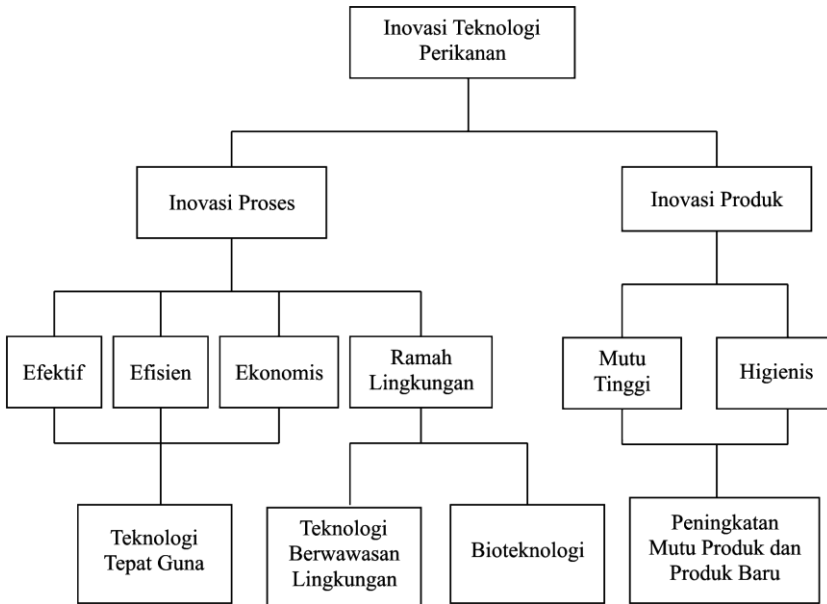 Inovasi Teknologi
Perikanan
Inovasi Proses
Inovasi Produk
Efektif
Efisien
Ekonomis
Ramah
Lingkungan
Mutu
Tinggi
Higienis
Teknologi
Tepat Guna
Teknologi
Berwawasan
Lingkungan
Bioteknologi
Peningkatan
Mutu Produk dan
Produk Baru